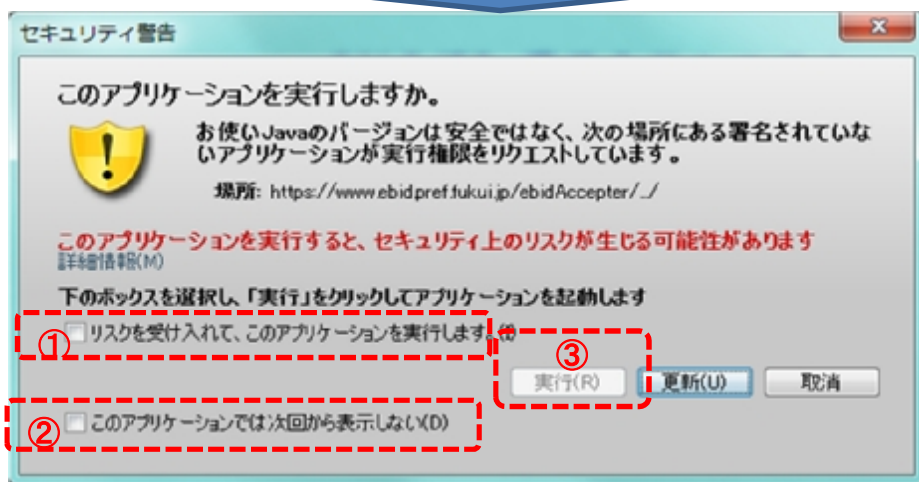 セキュリティ警告
このアプリケーションを実行しますか。
お使いJavaのバージョンは安全ではなく、次の場所にある署名されていな
いアプリケーションが実行権限をリクエストしています。
場所: https://www.ebid.pref.fukui.jp/ebidAccepter/../
このアプリケーションを実行すると、セキュリティ上のリスクが生じる可能性があります
詳細情報(M)
下のボックスを選択し、「実行」をクリックしてアプリケーションを起動します
① リスクを受け入れて、このアプリケーションを実行します。(I)
③
実行(R) 更新(U) 取消
② このアプリケーションでは次回から表示しない(D)